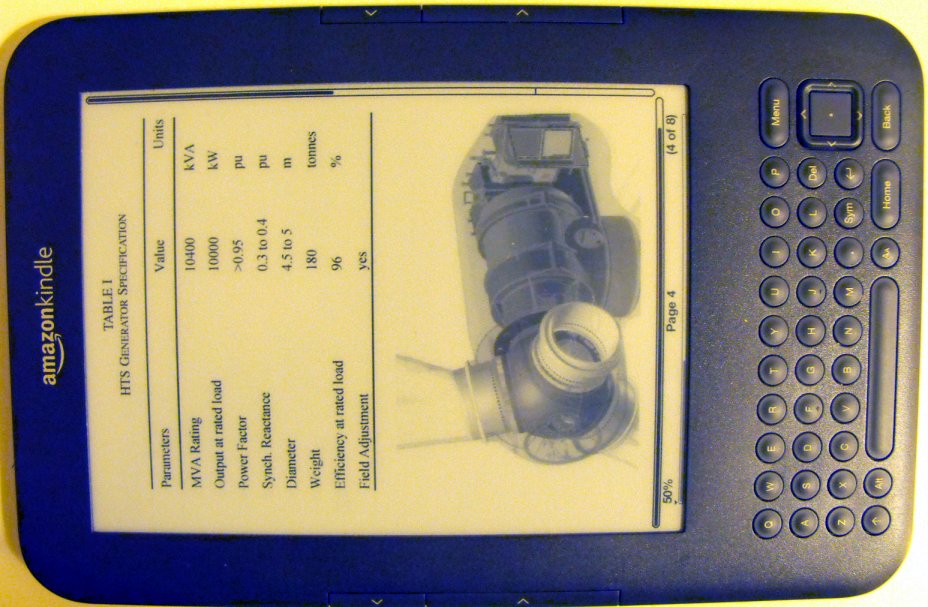 amazonkindle
TABLE I
HTS GENERATOR SPECIFICATION
Parameters Value Units
MVA Rating 10400 kVA
Output at rated load 10000 kW
Power Factor >0.95 pu
Synch. Reactance 0.3 to 0.4 pu
Diameter 4.5 to 5 m
Weight 180 tonnes
Efficiency at rated load 96 %
Field Adjustment yes
50% Page 4 (4 of 8)
Q W E R T Y U I O P Menu
A S D F G H J K L Del
Z X C V B N M . Sym
Alt Aa Home Back